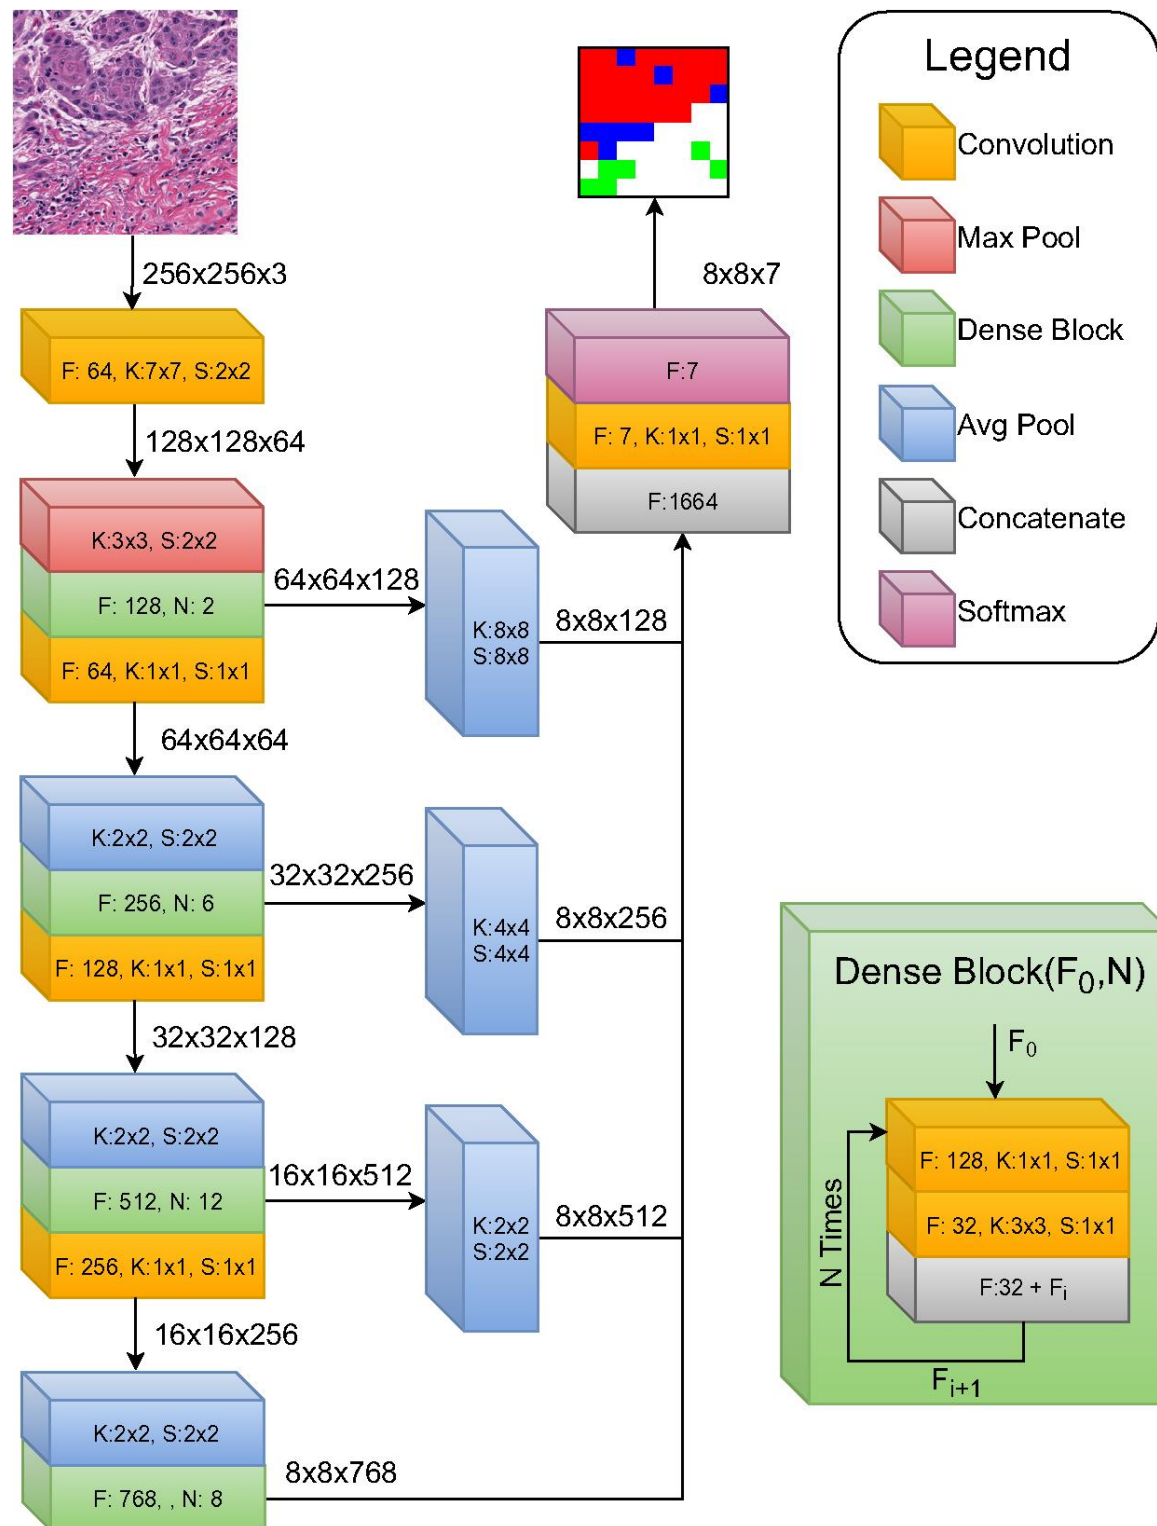 256x256x3
F: 64, K:7x7, S:2x2
128x128x64
K:3x3, S:2x2
F: 128, N: 2
F: 64, K:1x1, S:1x1
64x64x128
K:8x8
S:8x8
8x8x128
64x64x64
K:2x2, S:2x2
F: 256, N: 6
F: 128, K:1x1, S:1x1
32x32x256
K:4x4
S:4x4
8x8x256
32x32x128
K:2x2, S:2x2
F: 512, N: 12
F: 256, K:1x1, S:1x1
16x16x512
K:2x2
S:2x2
8x8x512
16x16x256
K:2x2, S:2x2
F: 768, , N: 8
8x8x768
8x8x7
F:7
F: 7, K:1x1, S:1x1
F:1664
Legend
Convolution
Max Pool
Dense Block
Avg Pool
Concatenate
Softmax
Dense Block(F₀,N)
F₀
F: 128, K:1x1, S:1x1
F: 32, K:3x3, S:1x1
F:32 + Fᵢ
N Times
Fᵢ₊₁